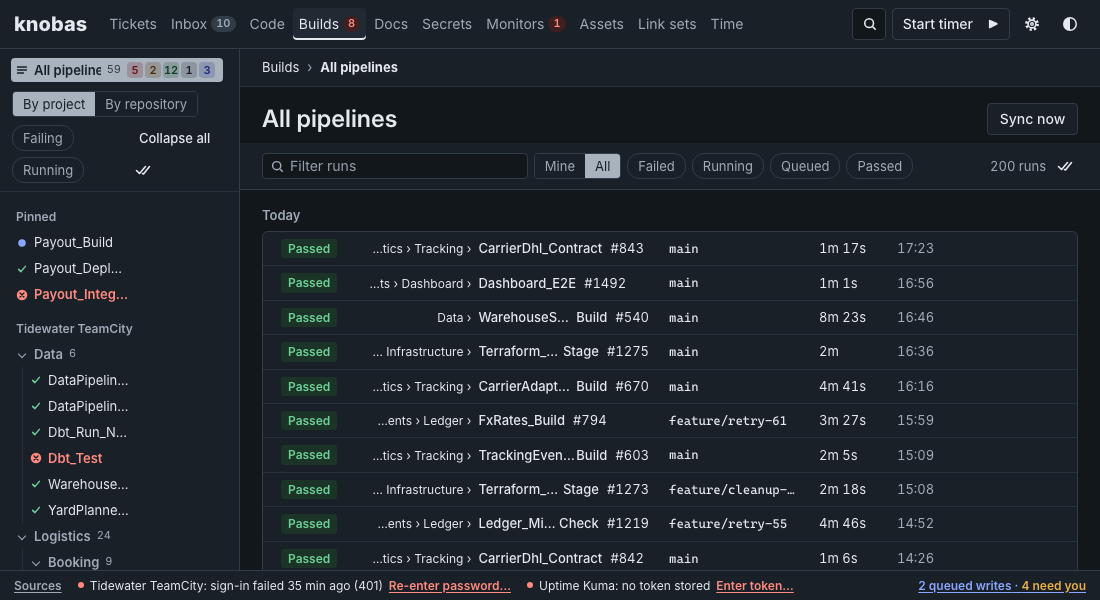 knobas Tickets Inbox 10 Code Builds 8 Docs Secrets Monitors 1 Assets Link sets Time Start timer
All pipeline 59 5 2 12 1 3
By project By repository
Failing Collapse all
Running
Pinned
Payout_Build
Payout_Depl...
Payout_Integ...
Tidewater TeamCity
Data 6
DataPipelin...
DataPipelin...
Dbt_Run_N...
Dbt_Test
Warehouse...
YardPlanne...
Logistics 24
Booking 9
Builds › All pipelines
All pipelines Sync now
Filter runs Mine All Failed Running Queued Passed 200 runs
Today
Passed ...tics › Tracking › CarrierDhl_Contract #843 main 1m 17s 17:23
Passed ...ts › Dashboard › Dashboard_E2E #1492 main 1m 1s 16:56
Passed Data › WarehouseS... Build #540 main 8m 23s 16:46
Passed ... Infrastructure › Terraform_... Stage #1275 main 2m 16:36
Passed ...tics › Tracking › CarrierAdapt... Build #670 main 4m 41s 16:16
Passed ...ents › Ledger › FxRates_Build #794 feature/retry-61 3m 27s 15:59
Passed ...tics › Tracking › TrackingEven... Build #603 main 2m 5s 15:09
Passed ... Infrastructure › Terraform_... Stage #1273 feature/cleanup-... 2m 18s 15:08
Passed ...ents › Ledger › Ledger_Mi... Check #1219 feature/retry-55 4m 46s 14:52
Passed ...tics › Tracking › CarrierDhl_Contract #842 main 1m 6s 14:26
Sources Tidewater TeamCity: sign-in failed 35 min ago (401) Re-enter password... Uptime Kuma: no token stored Enter token... 2 queued writes · 4 need you